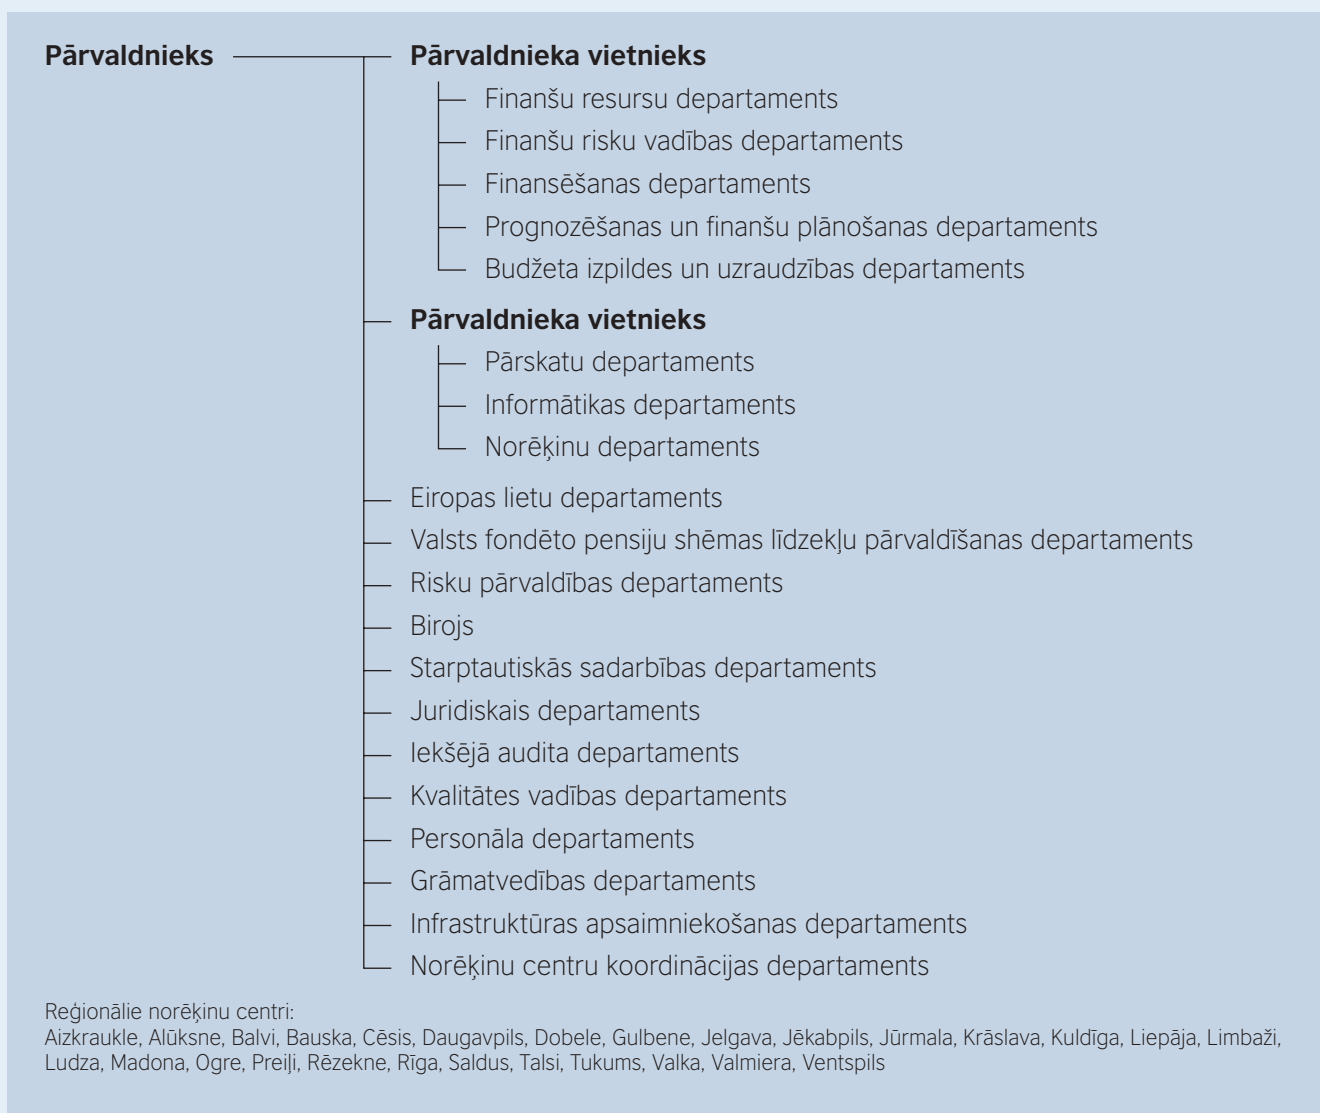 Pārvaldnieks
Pārvaldnieka vietnieks
Finanšu resursu departaments
Finanšu risku vadības departaments
Finansēšanas departaments
Prognozēšanas un finanšu plānošanas departaments
Budžeta izpildes un uzraudzības departaments
Pārvaldnieka vietnieks
Pārskatu departaments
Informātikas departaments
Norēķinu departaments
Eiropas lietu departaments
Valsts fondēto pensiju shēmas līdzekļu pārvaldīšanas departaments
Risku pārvaldības departaments
Birojs
Starptautiskās sadarbības departaments
Juridiskais departaments
Iekšējā audita departaments
Kvalitātes vadības departaments
Personāla departaments
Grāmatvedības departaments
Infrastruktūras apsaimniekošanas departaments
Norēķinu centru koordinācijas departaments
Reģionālie norēķinu centri:
Aizkraukle, Alūksne, Balvi, Bauska, Cēsis, Daugavpils, Dobele, Gulbene, Jelgava, Jēkabpils, Jūrmala, Krāslava, Kuldīga, Liepāja, Limbaži,
Ludza, Madona, Ogre, Preiļi, Rēzekne, Rīga, Saldus, Talsi, Tukums, Valka, Valmiera, Ventspils